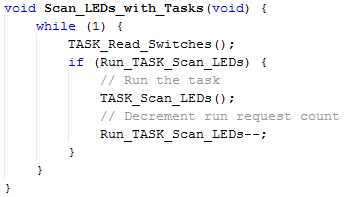 void Scan_LEDs_with_Tasks(void) {
    while (1) {
        TASK_Read_Switches();
        if (Run_TASK_Scan_LEDs) {
            // Run the task
            TASK_Scan_LEDs();
            // Decrement run request count
            Run_TASK_Scan_LEDs--;
        }
    }
}